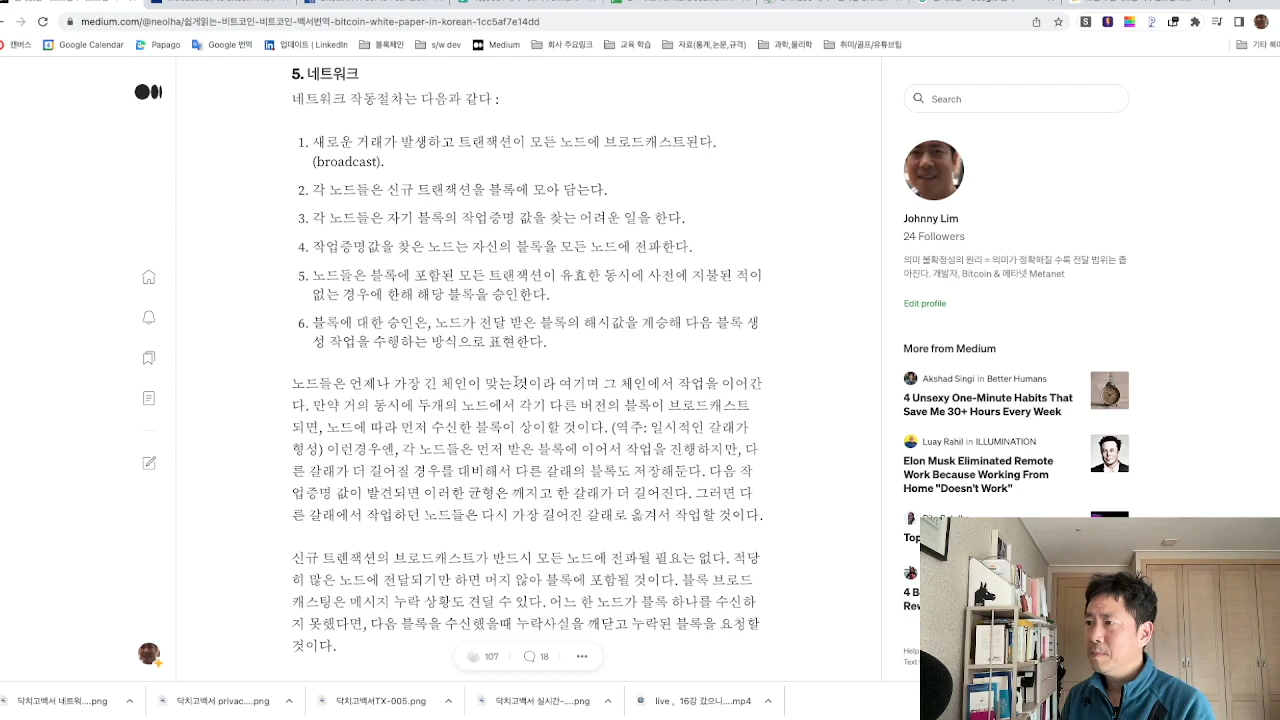 medium.com/@neolha/쉽게읽는-비트코인-비트코인-백서번역-bitcoin-white-paper-in-korean-1cc5af7e14dd
캔버스
Google Calendar
Papago
Google 번역
업데이트 | LinkedIn
블록체인
s/w dev
Medium
회사 주요링크
교육 학습
자료(통계,논문,규격)
과학,물리학
취미/골프/유튜브팁
기타 북마
5. 네트워크
네트워크 작동절차는 다음과 같다 :
1. 새로운 거래가 발생하고 트랜잭션이 모든 노드에 브로드캐스트된다.
(broadcast).
2. 각 노드들은 신규 트랜잭션을 블록에 모아 담는다.
3. 각 노드들은 자기 블록의 작업증명 값을 찾는 어려운 일을 한다.
4. 작업증명값을 찾은 노드는 자신의 블록을 모든 노드에 전파한다.
5. 노드들은 블록에 포함된 모든 트랜잭션이 유효한 동시에 사전에 지불된 적이
없는 경우에 한해 해당 블록을 승인한다.
6. 블록에 대한 승인은, 노드가 전달 받은 블록의 해시값을 계승해 다음 블록 생
성 작업을 수행하는 방식으로 표현한다.
노드들은 언제나 가장 긴 체인이 맞는것이라 여기며 그 체인에서 작업을 이어간
다. 만약 거의 동시에 두개의 노드에서 각기 다른 버전의 블록이 브로드캐스트
되면, 노드에 따라 먼저 수신한 블록이 상이할 것이다. (역주: 일시적인 갈래가
형성) 이런경우엔, 각 노드들은 먼저 받은 블록에 이어서 작업을 진행하지만, 다
른 갈래가 더 길어질 경우를 대비해서 다른 갈래의 블록도 저장해둔다. 다음 작
업증명 값이 발견되면 이러한 균형은 깨지고 한 갈래가 더 길어진다. 그러면 다
른 갈래에서 작업하던 노드들은 다시 가장 길어진 갈래로 옮겨서 작업할 것이다.
신규 트렌젝션의 브로드캐스트가 반드시 모든 노드에 전파될 필요는 없다. 적당
히 많은 노드에 전달되기만 하면 머지 않아 블록에 포함될 것이다. 블록 브로드
캐스팅은 메시지 누락 상황도 견딜 수 있다. 어느 한 노드가 블록 하나를 수신하
지 못했다면, 다음 블록을 수신했을때 누락사실을 깨닫고 누락된 블록을 요청할
것이다.
107
18
Search
Johnny Lim
24 Followers
의미 불확정성의 원리 = 의미가 정확해질 수록 전달 범위는 좁
아진다. 개발자, Bitcoin & 메타넷 Metanet
Edit profile
More from Medium
Akshad Singi in Better Humans
4 Unsexy One-Minute Habits That
Save Me 30+ Hours Every Week
Luay Rahil in ILLUMINATION
Elon Musk Eliminated Remote
Work Because Working From
Home "Doesn't Work"
Top
4 B
Rew
Help
Text
닥치고백서 네트워....png
닥치고백서 privac....png
닥치고백서TX-005.png
닥치고백서 실시간-....png
live , 16강 갔으니....mp4